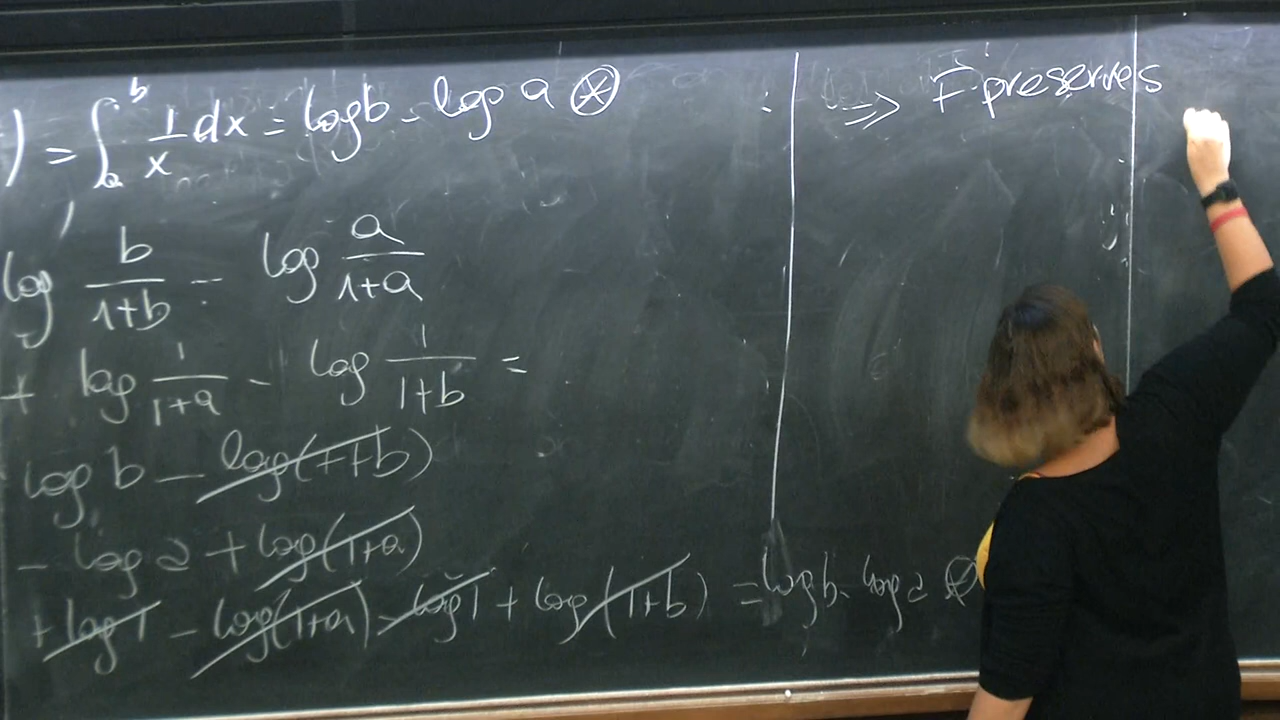 ) = ∫_a^b 1/x dx = log b - log a ⊛
log b/(1+b) - log a/(1+a)
+ log 1/(1+a) - log 1/(1+b) =
log b - log(1+b)
- log a + log(1+a)
+ log 1 - log(1+a) - log 1 + log(1+b) = log b - log a ⊛
=> F preserves